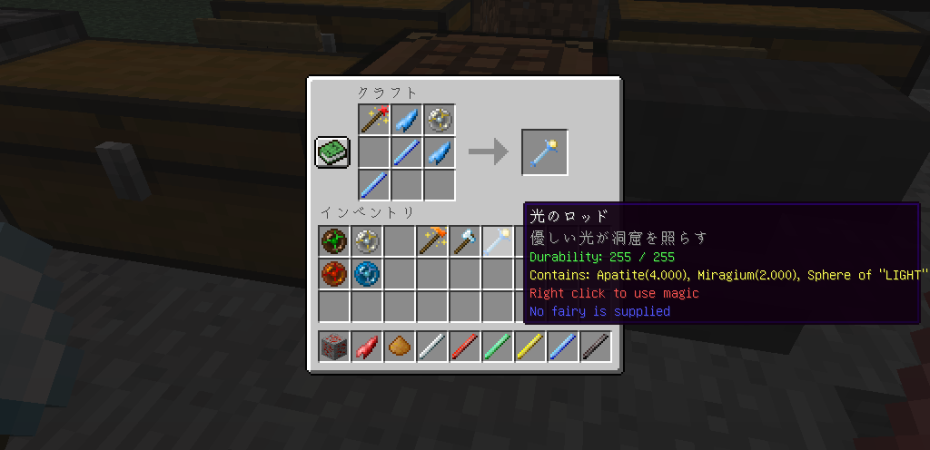 クラフト
インベントリ
光のロッド
優しい光が洞窟を照らす
Durability: 255 / 255
Contains: Apatite(4.000), Miragium(2.000), Sphere of "LIGHT"
Right click to use magic
No fairy is supplied